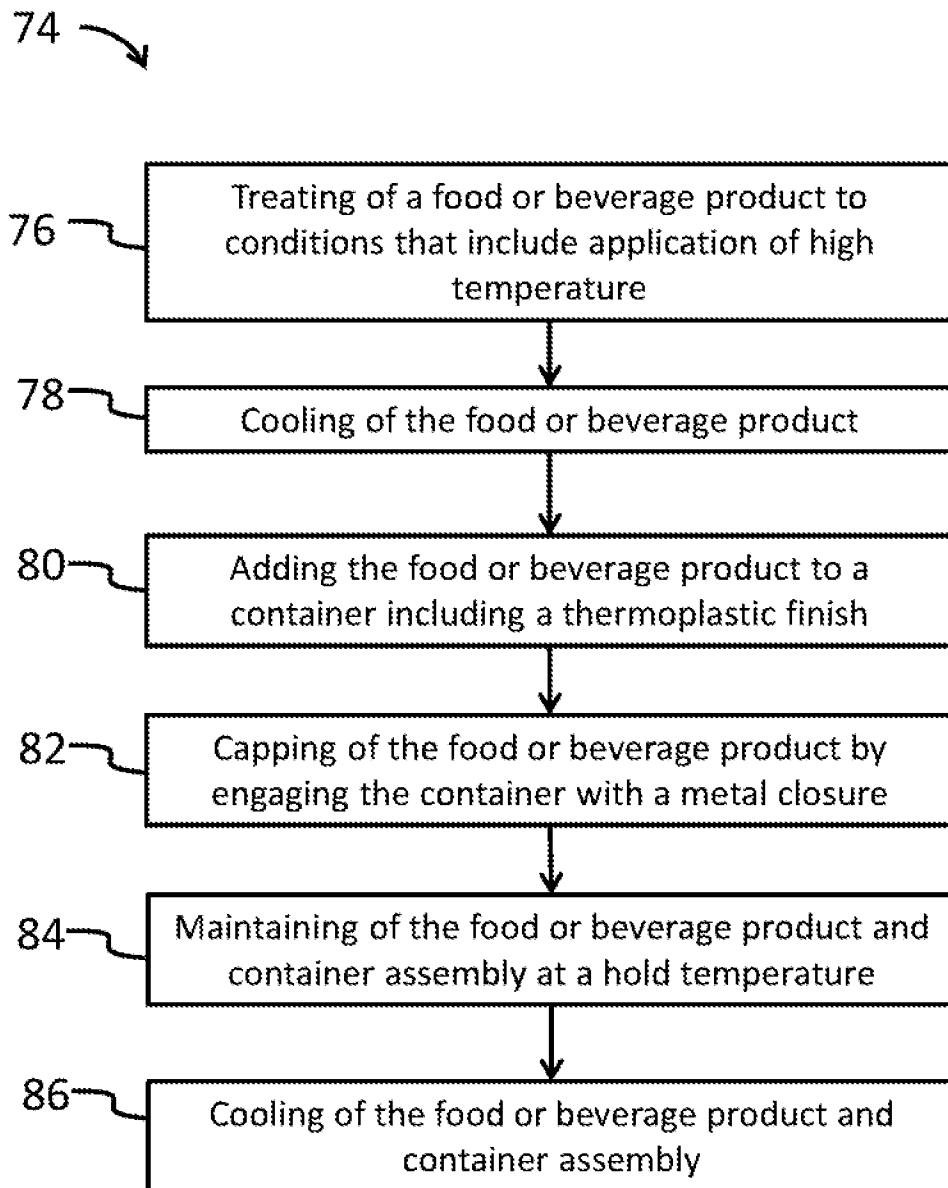 74
76
Treating of a food or beverage product to
conditions that include application of high
temperature
78
Cooling of the food or beverage product
80
Adding the food or beverage product to a
container including a thermoplastic finish
82
Capping of the food or beverage product by
engaging the container with a metal closure
84
Maintaining of the food or beverage product and
container assembly at a hold temperature
86
Cooling of the food or beverage product and
container assembly